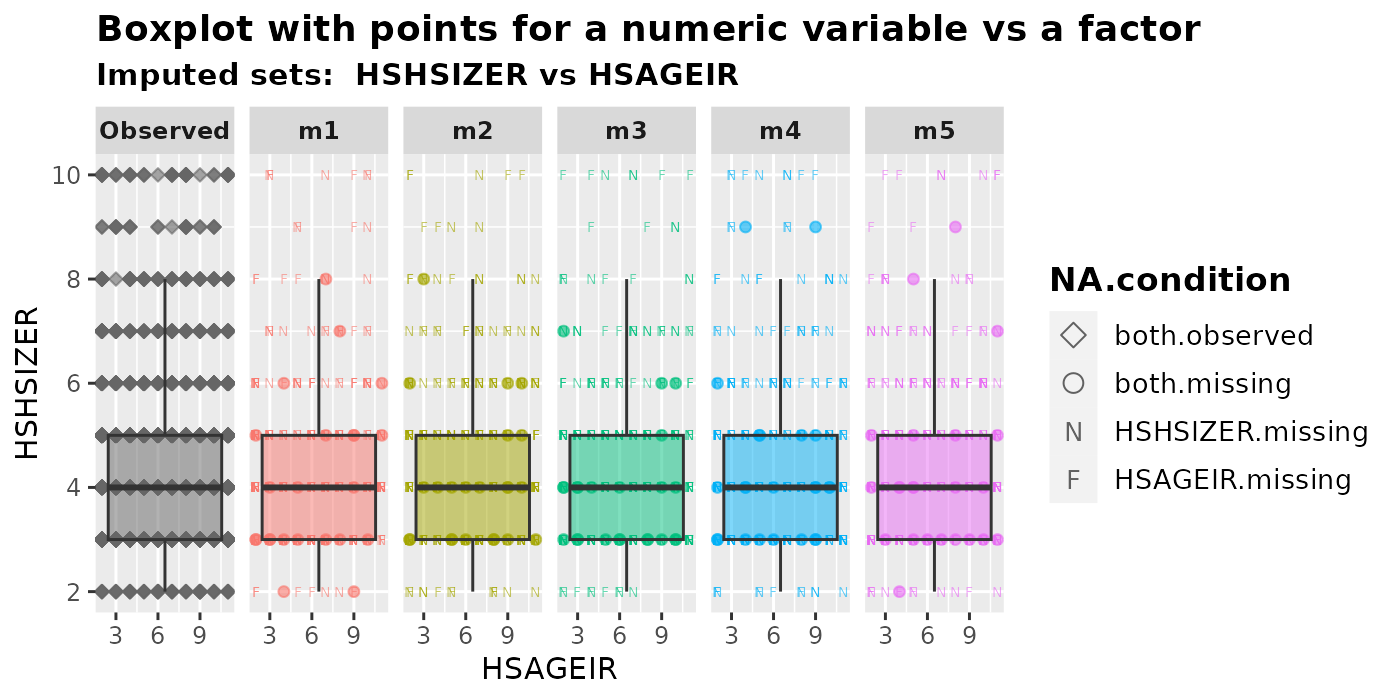 Boxplot with points for a numeric variable vs a factor
Imputed sets:  HSHSIZER vs HSAGEIR
Observed m1 m2 m3 m4 m5
HSHSIZER
10
8
6
4
2
3 6 9 3 6 9 3 6 9 3 6 9 3 6 9 3 6 9
HSAGEIR
NA.condition
both.observed
both.missing
N HSHSIZER.missing
F HSAGEIR.missing